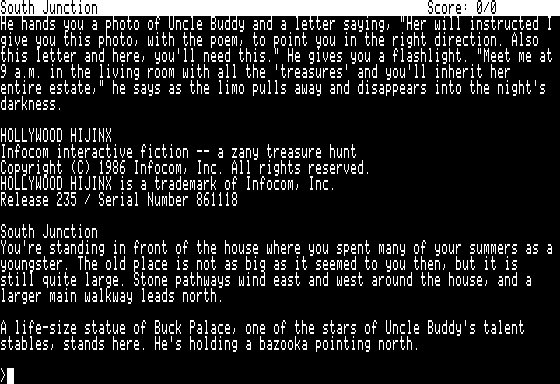 South Junction Score: 0/0
He hands you a photo of Uncle Buddy and a letter saying, "Her will instructed I
give you this photo, with the poem, to point you in the right direction. Also
this letter and here, you'll need this." He gives you a flashlight. "Meet me at
9 a.m. in the living room with all the 'treasures' and you'll inherit her
entire estate," he says as the limo pulls away and disappears into the night's
darkness.
HOLLYWOOD HIJINX
Infocom interactive fiction -- a zany treasure hunt
Copyright (C) 1986 Infocom, Inc. All rights reserved.
HOLLYWOOD HIJINX is a trademark of Infocom, Inc.
Release 235 / Serial Number 861118
South Junction
You're standing in front of the house where you spent many of your summers as a
youngster. The old place is not as big as it seemed to you then, but it is
still quite large. Stone pathways wind east and west around the house, and a
larger main walkway leads north.
A life-size statue of Buck Palace, one of the stars of Uncle Buddy's talent
stables, stands here. He's holding a bazooka pointing north.
>